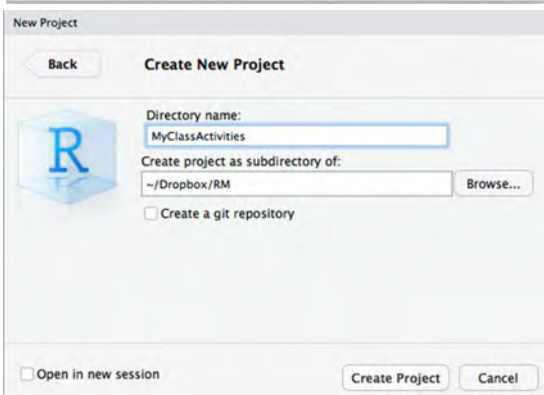 New Project
Back
Create New Project
R
Directory name:
MyClassActivities
Create project as subdirectory of:
~/Dropbox/RM
Browse...
Create a git repository
Open in new session
Create Project
Cancel